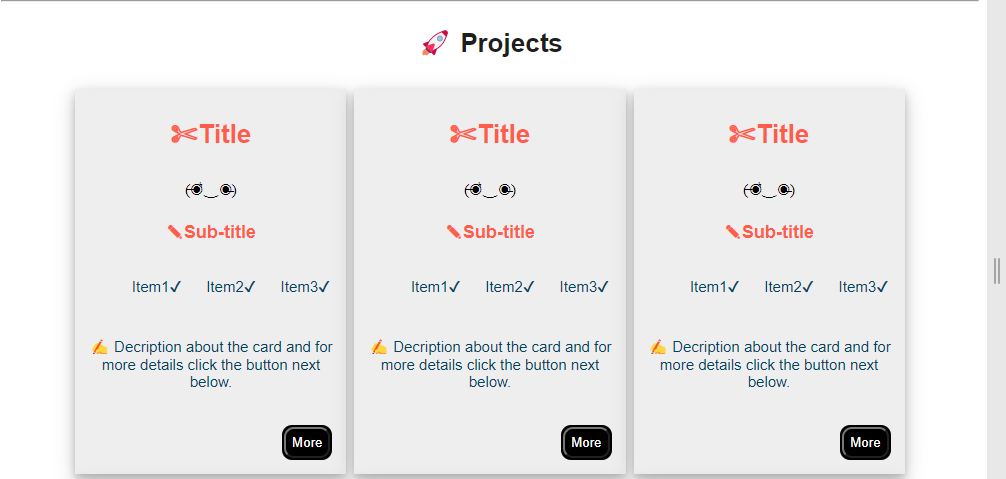 🚀 Projects
✄Title
( ͡◉ ͜ʖ ͡◉)
✏Sub-title
Item1✔ Item2✔ Item3✔
✍ Decription about the card and for
more details click the button next
below.
More
✄Title
( ͡◉ ͜ʖ ͡◉)
✏Sub-title
Item1✔ Item2✔ Item3✔
✍ Decription about the card and for
more details click the button next
below.
More
✄Title
( ͡◉ ͜ʖ ͡◉)
✏Sub-title
Item1✔ Item2✔ Item3✔
✍ Decription about the card and for
more details click the button next
below.
More